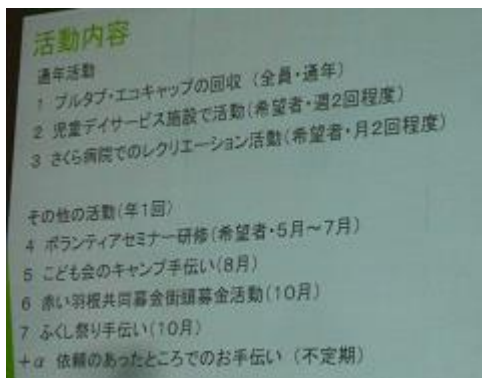 活動内容
通年活動
1 プルタブ・エコキャップの回収 (全員・通年)
2 児童デイサービス施設で活動(希望者・週2回程度)
3 さくら病院でのレクリエーション活動(希望者・月2回程度)
その他の活動(年1回)
4 ボランティアセミナー研修(希望者・5月～7月)
5 こども会のキャンプ手伝い(8月)
6 赤い羽根共同募金街頭募金活動(10月)
7 ふくし祭り手伝い(10月)
+α 依頼のあったところでのお手伝い (不定期)